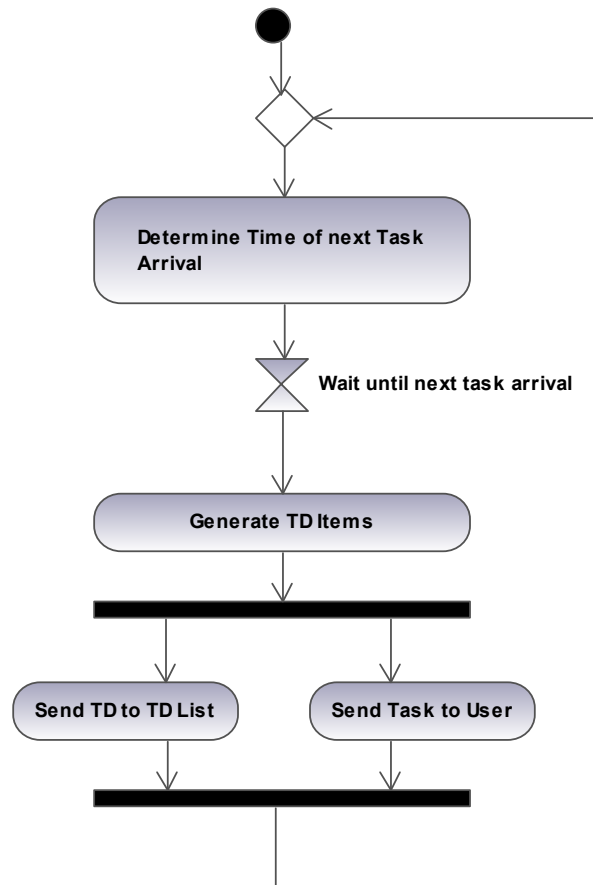 Determine Time of next Task
Arrival
Wait until next task arrival
Generate TD Items
Send TD to TD List
Send Task to User